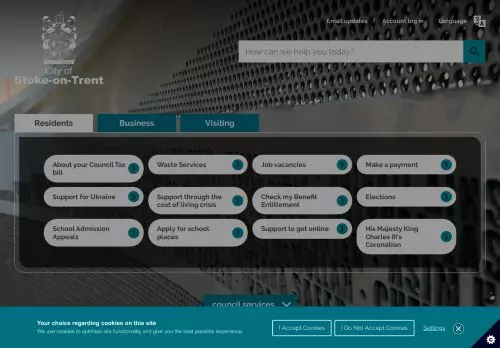 Email updates
Account log in
Language
City of
Stoke-on-Trent
How can we help you today?
Residents
Business
Visiting
About your Council Tax
bill
Waste Services
Job vacancies
Make a payment
Support for Ukraine
Support through the
cost of living crisis
Check my Benefit
Entitlement
Elections
School Admission
Appeals
Apply for school
places
Support to get online
His Majesty King
Charles III's
Coronation
council services
Your choice regarding cookies on this site
We use cookies to optimise site functionality and give you the best possible experience.
I Accept Cookies
I Do Not Accept Cookies
Settings